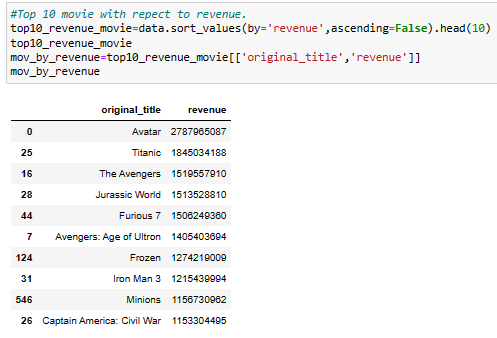 #Top 10 movie with repect to revenue.
top10_revenue_movie=data.sort_values(by='revenue',ascending=False).head(10)
top10_revenue_movie
mov_by_revenue=top10_revenue_movie[['original_title','revenue']]
mov_by_revenue
original_title revenue
0 Avatar 2787965087
25 Titanic 1845034188
16 The Avengers 1519557910
28 Jurassic World 1513528810
44 Furious 7 1506249360
7 Avengers: Age of Ultron 1405403694
124 Frozen 1274219009
31 Iron Man 3 1215439994
546 Minions 1156730962
26 Captain America: Civil War 1153304495